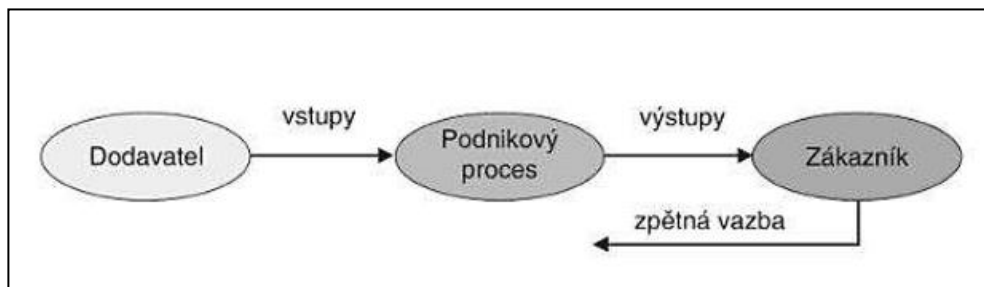 vstupy
výstupy
Dodavatel
Podnikový
proces
Zákazník
zpětná vazba